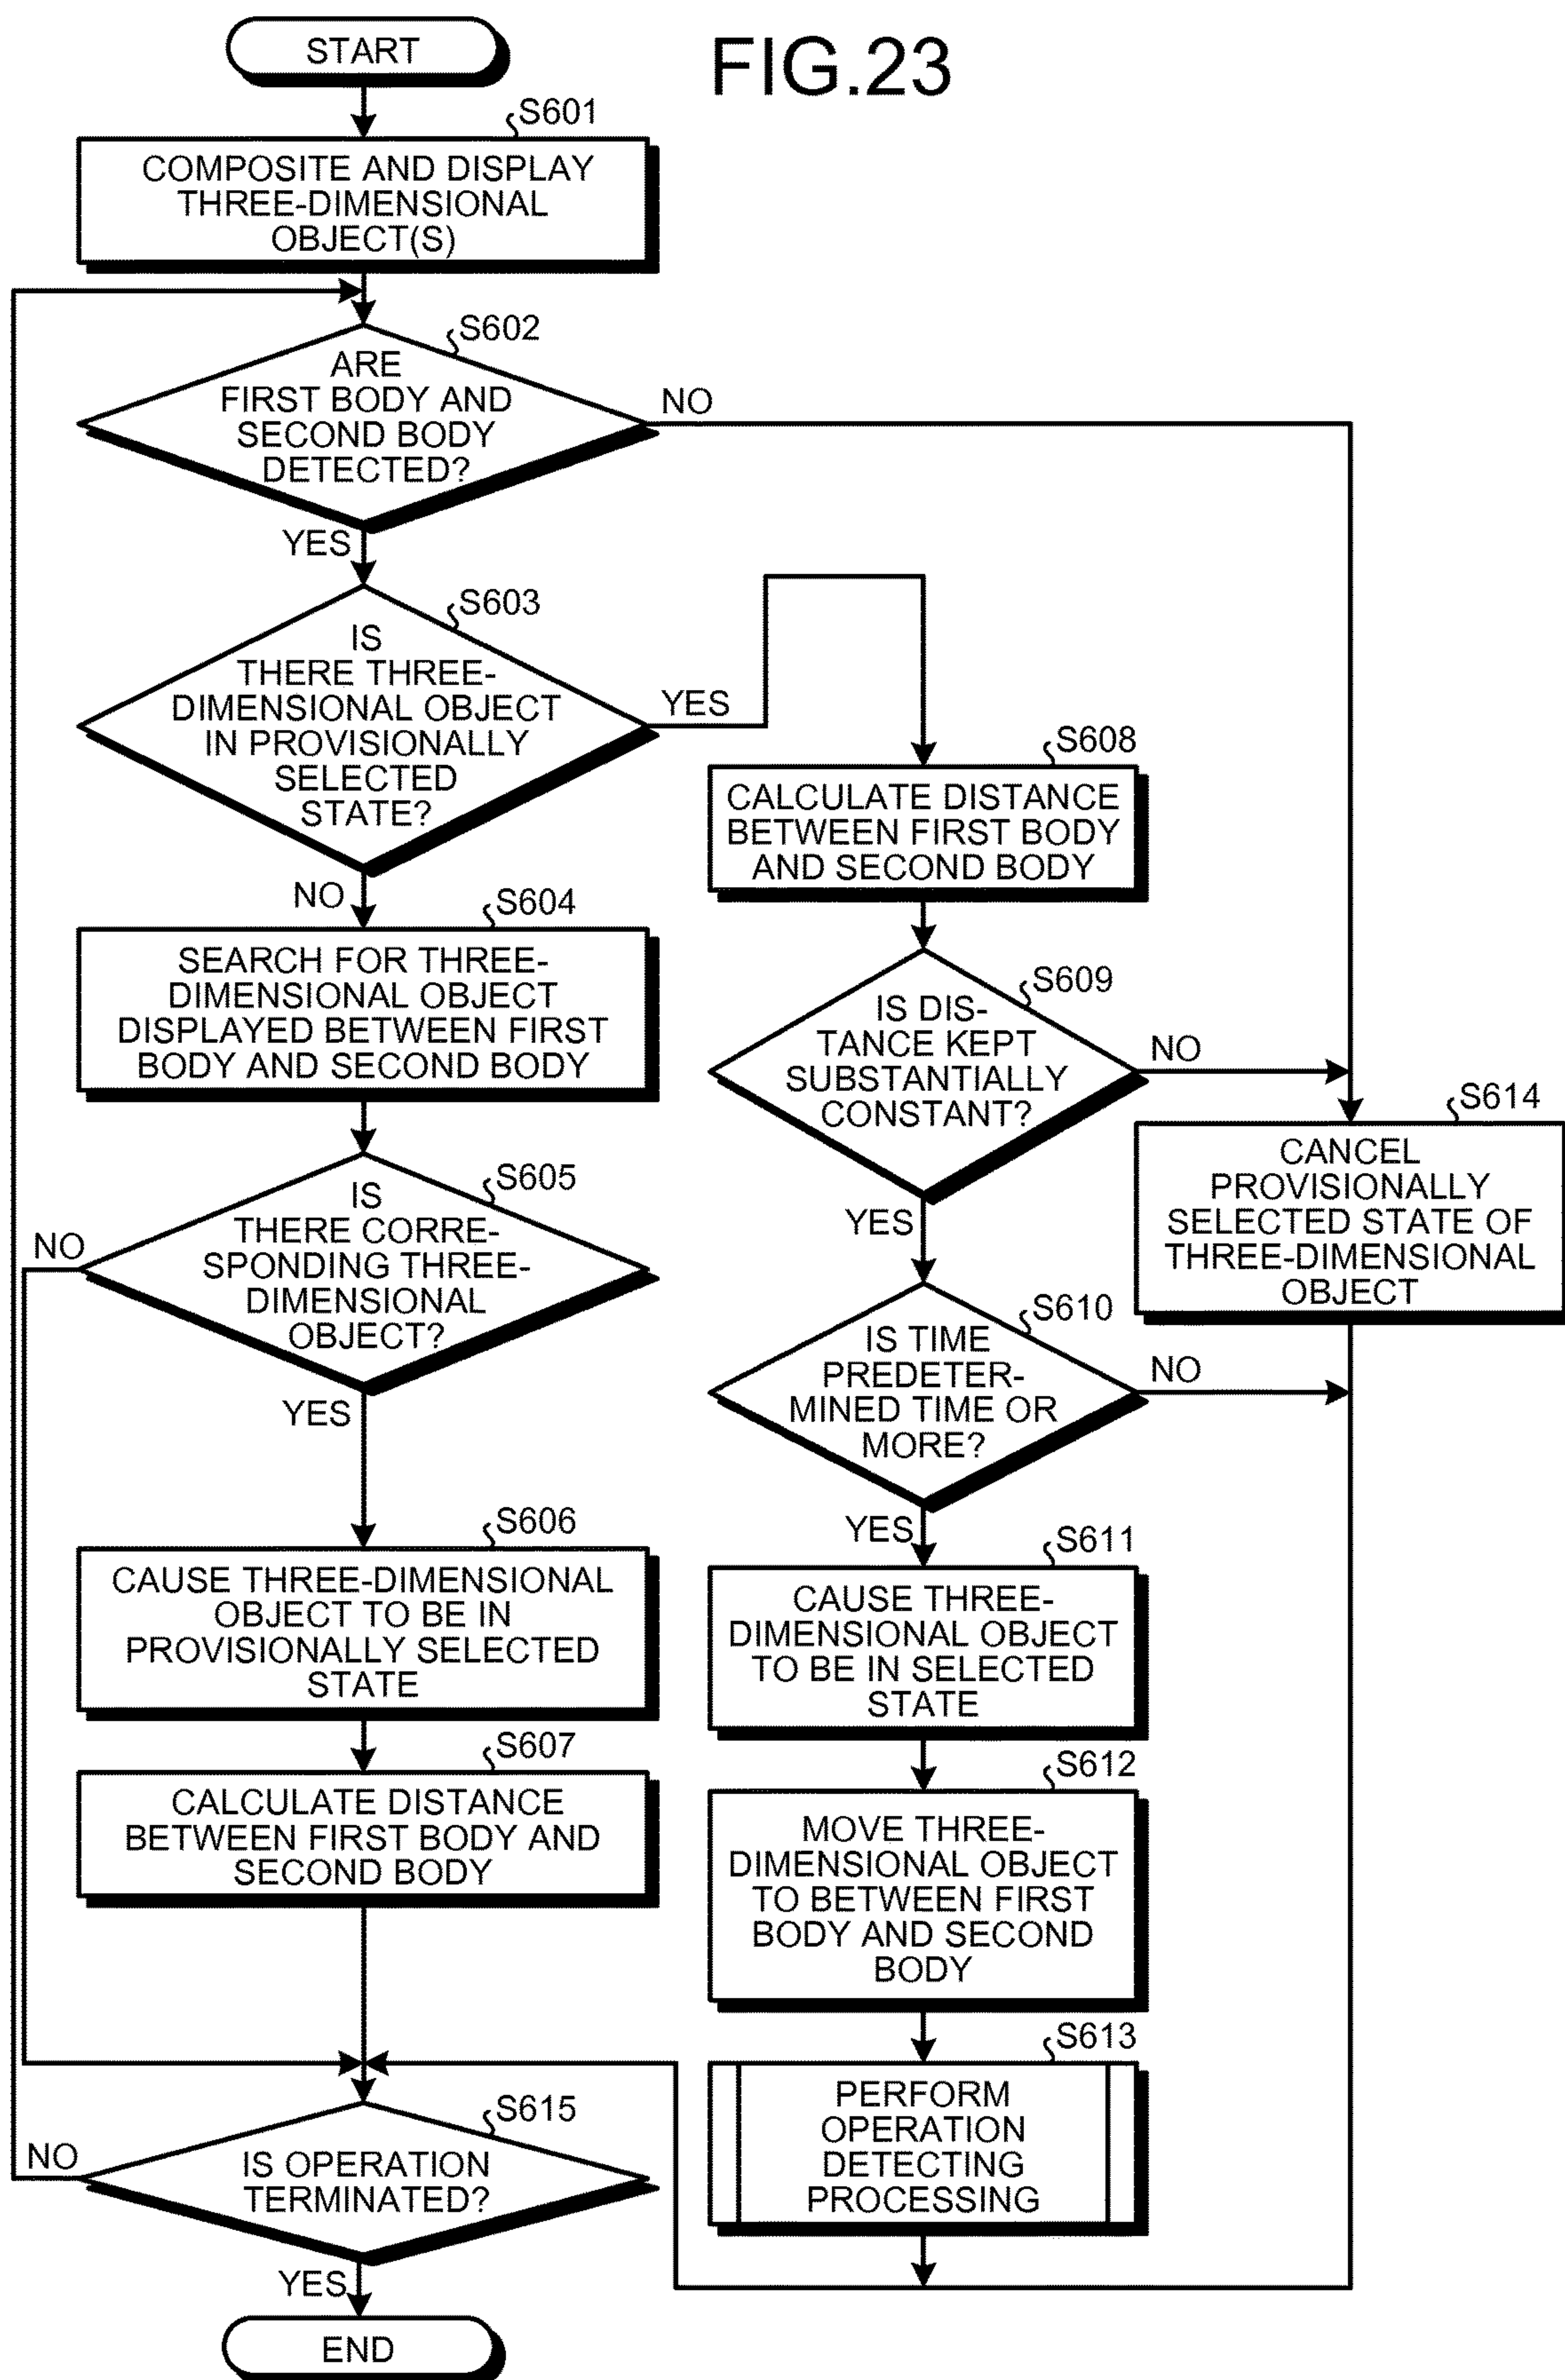 START
FIG.23
S601
COMPOSITE AND DISPLAY
THREE-DIMENSIONAL
OBJECT(S)
S602
ARE
FIRST BODY AND
SECOND BODY
DETECTED?
NO
YES
S603
IS
THERE THREE-
DIMENSIONAL OBJECT
IN PROVISIONALLY
SELECTED
STATE?
YES
NO
S604
SEARCH FOR THREE-
DIMENSIONAL OBJECT
DISPLAYED BETWEEN FIRST
BODY AND SECOND BODY
S605
IS
THERE CORRE-
SPONDING THREE-
DIMENSIONAL
OBJECT?
NO
YES
S606
CAUSE THREE-DIMENSIONAL
OBJECT TO BE IN
PROVISIONALLY SELECTED
STATE
S607
CALCULATE DISTANCE
BETWEEN FIRST BODY AND
SECOND BODY
S608
CALCULATE DISTANCE
BETWEEN FIRST BODY
AND SECOND BODY
S609
IS DIS-
TANCE KEPT
SUBSTANTIALLY
CONSTANT?
NO
YES
S610
IS TIME
PREDETER-
MINED TIME OR
MORE?
NO
YES
S611
CAUSE THREE-
DIMENSIONAL OBJECT
TO BE IN SELECTED
STATE
S612
MOVE THREE-
DIMENSIONAL OBJECT
TO BETWEEN FIRST
BODY AND SECOND
BODY
S613
PERFORM
OPERATION
DETECTING
PROCESSING
S614
CANCEL
PROVISIONALLY
SELECTED STATE OF
THREE-DIMENSIONAL
OBJECT
S615
IS OPERATION
TERMINATED?
NO
YES
END